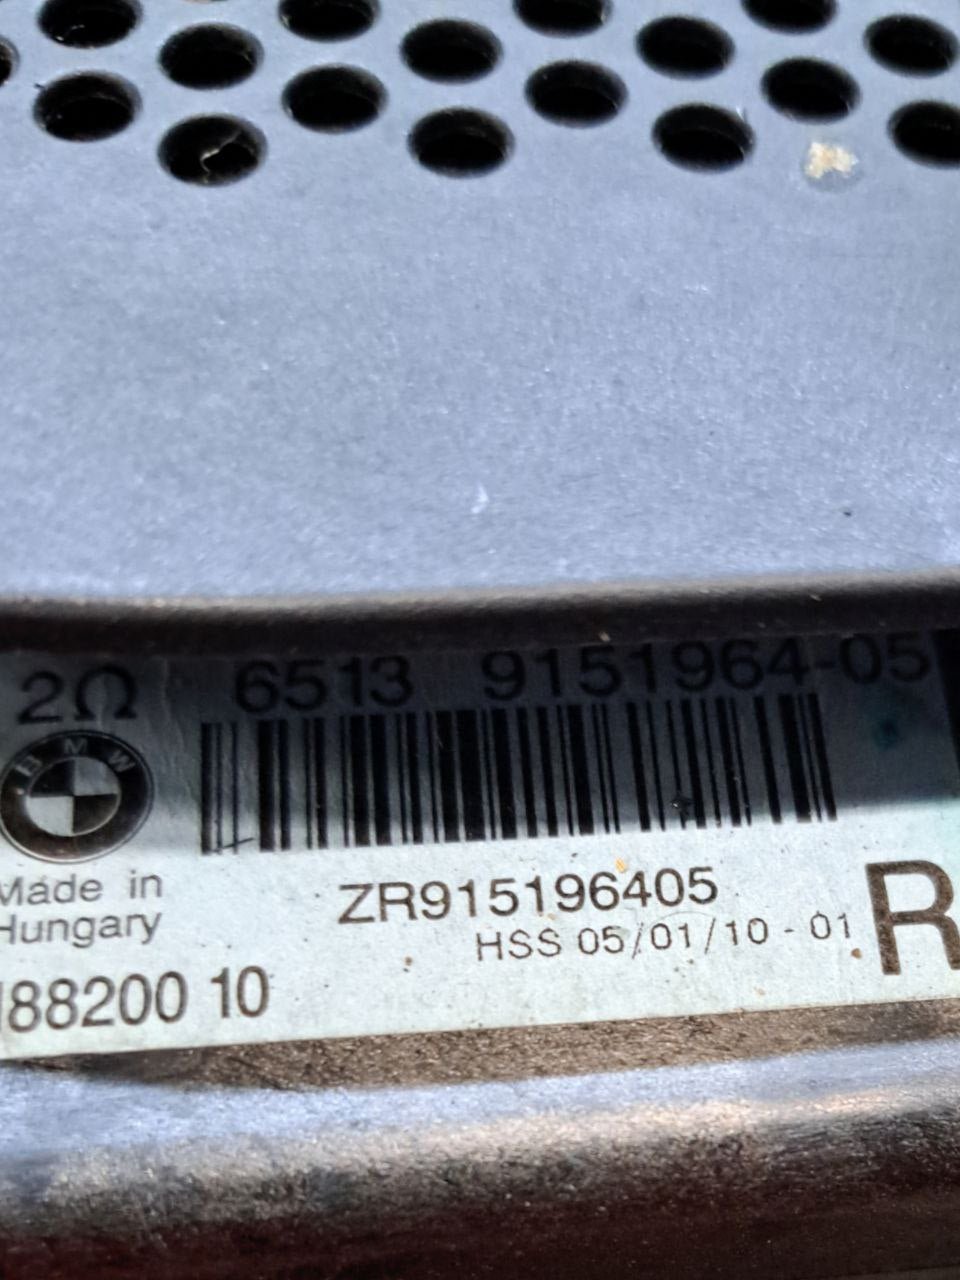 2Ω 6513 9151964-05
BMW
Made in
Hungary
ZR915196405
HSS 05/01/10-01
R
88200 10